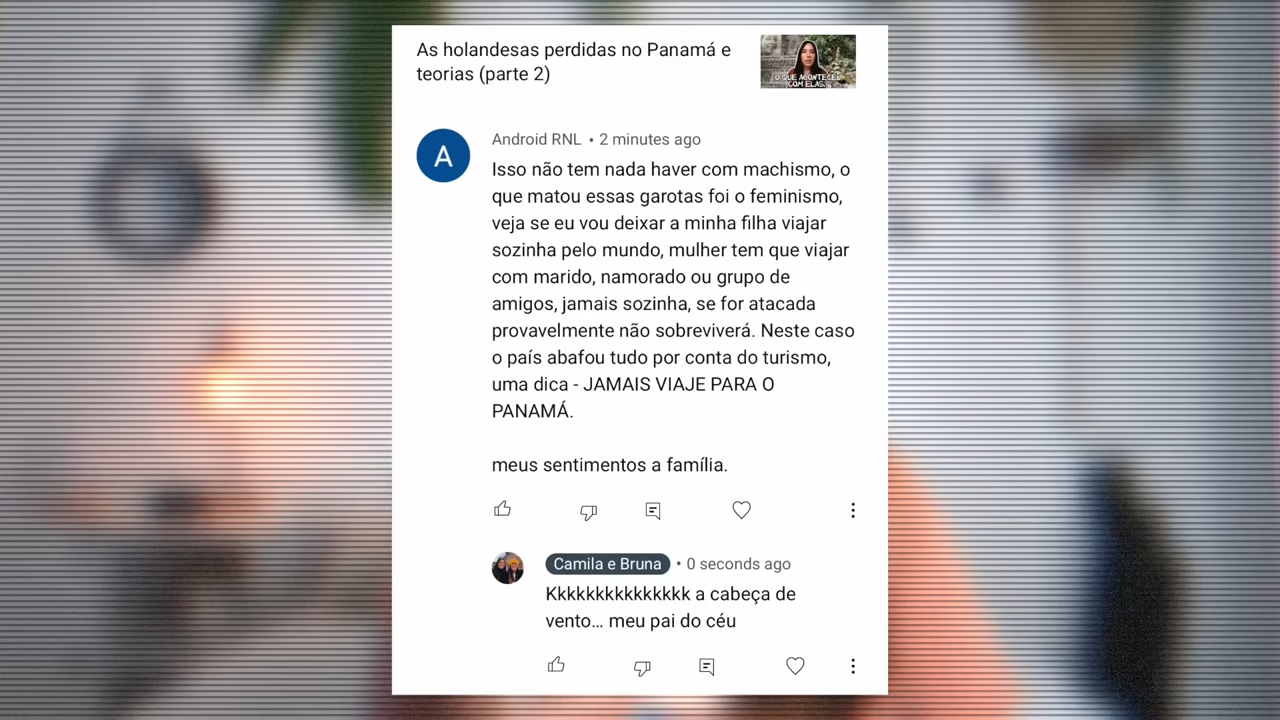 As holandesas perdidas no Panamá e
teorias (parte 2)
O QUE ACONTECEU
COM ELAS?
A
Android RNL • 2 minutes ago
Isso não tem nada haver com machismo, o
que matou essas garotas foi o feminismo,
veja se eu vou deixar a minha filha viajar
sozinha pelo mundo, mulher tem que viajar
com marido, namorado ou grupo de
amigos, jamais sozinha, se for atacada
provavelmente não sobreviverá. Neste caso
o país abafou tudo por conta do turismo,
uma dica - JAMAIS VIAJE PARA O
PANAMÁ.
meus sentimentos a família.
Camila e Bruna • 0 seconds ago
Kkkkkkkkkkkkkkk a cabeça de
vento... meu pai do céu